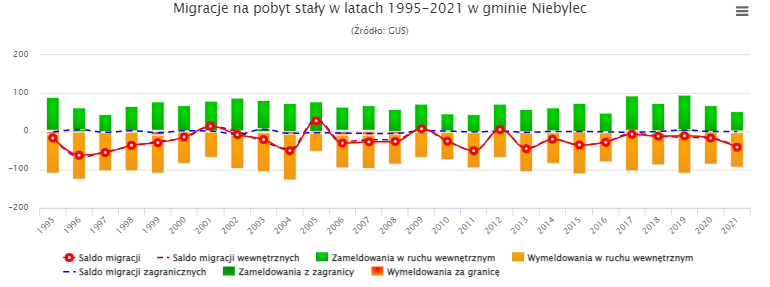 Migracje na pobyt stały w latach 1995-2021 w gminie Niebylec
(Źródło: GUS)
200
100
0
-100
-200
1995 1996 1997 1998 1999 2000 2001 2002 2003 2004 2005 2006 2007 2008 2009 2010 2011 2012 2013 2014 2015 2016 2017 2018 2019 2020 2021
Saldo migracji Saldo migracji wewnętrznych Zameldowania w ruchu wewnętrznym Wymeldowania w ruchu wewnętrznym
Saldo migracji zagranicznych Zameldowania z zagranicy Wymeldowania za granicę